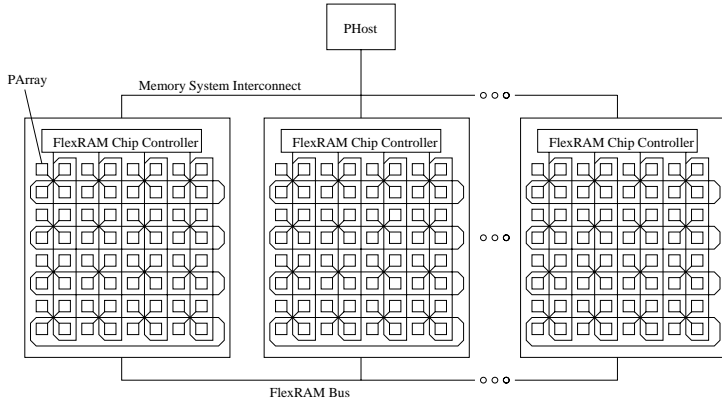 PHost
PArray
Memory System Interconnect
FlexRAM Chip Controller
FlexRAM Chip Controller
FlexRAM Chip Controller
FlexRAM Bus